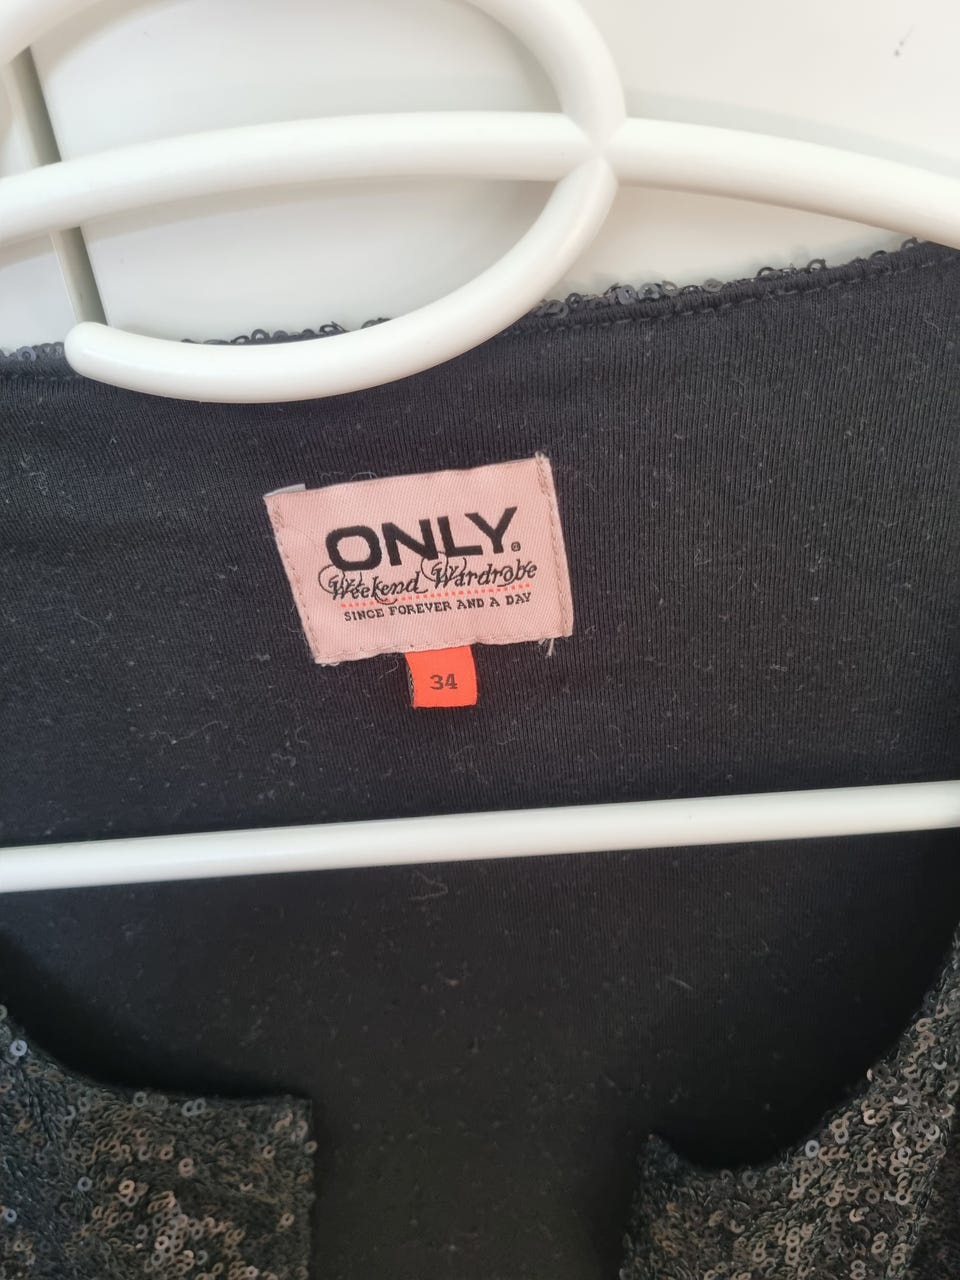 ONLY®
Weekend Wardrobe
SINCE FOREVER AND A DAY
34